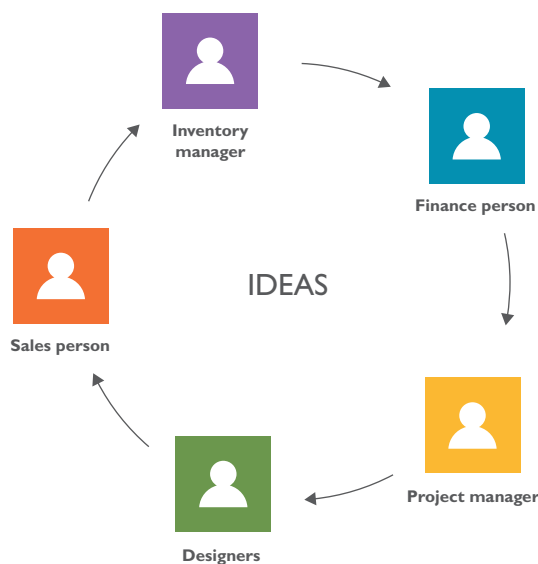 Inventory
manager
Finance person
IDEAS
Sales person
Project manager
Designers